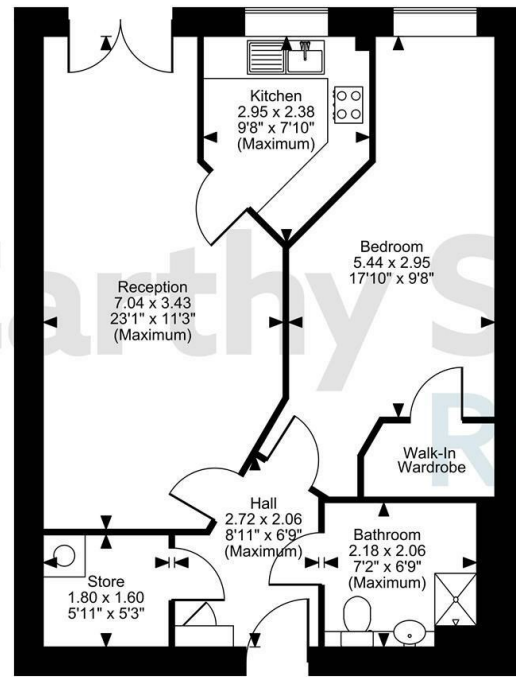 Kitchen
2.95 x 2.38
9'8" x 7'10"
(Maximum)
Bedroom
5.44 x 2.95
17'10" x 9'8"
Reception
7.04 x 3.43
23'1" x 11'3"
(Maximum)
Walk-In
Wardrobe
Hall
2.72 x 2.06
8'11" x 6'9"
(Maximum)
Bathroom
2.18 x 2.06
7'2" x 6'9"
(Maximum)
Store
1.80 x 1.60
5'11" x 5'3"
arthy S
R